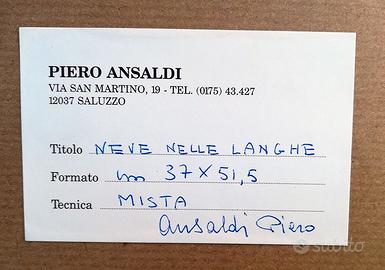 PIERO ANSALDI
VIA SAN MARTINO, 19 - TEL. (0175) 43.427
12037 SALUZZO
Titolo NEVE NELLE LANGHE
Formato cm 37 x 51,5
Tecnica MISTA
Ansaldi Piero
subito